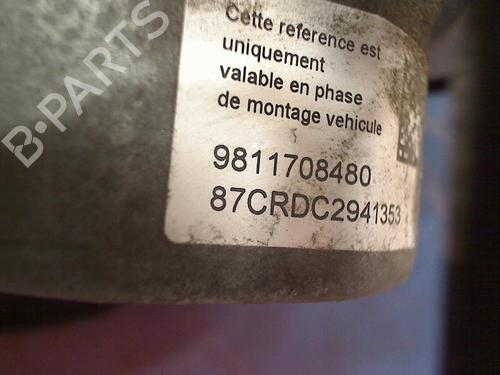 Cette reference est
uniquement
valable en phase
de montage vehicule
9811708480
87CRDC2941353
B-PARTS